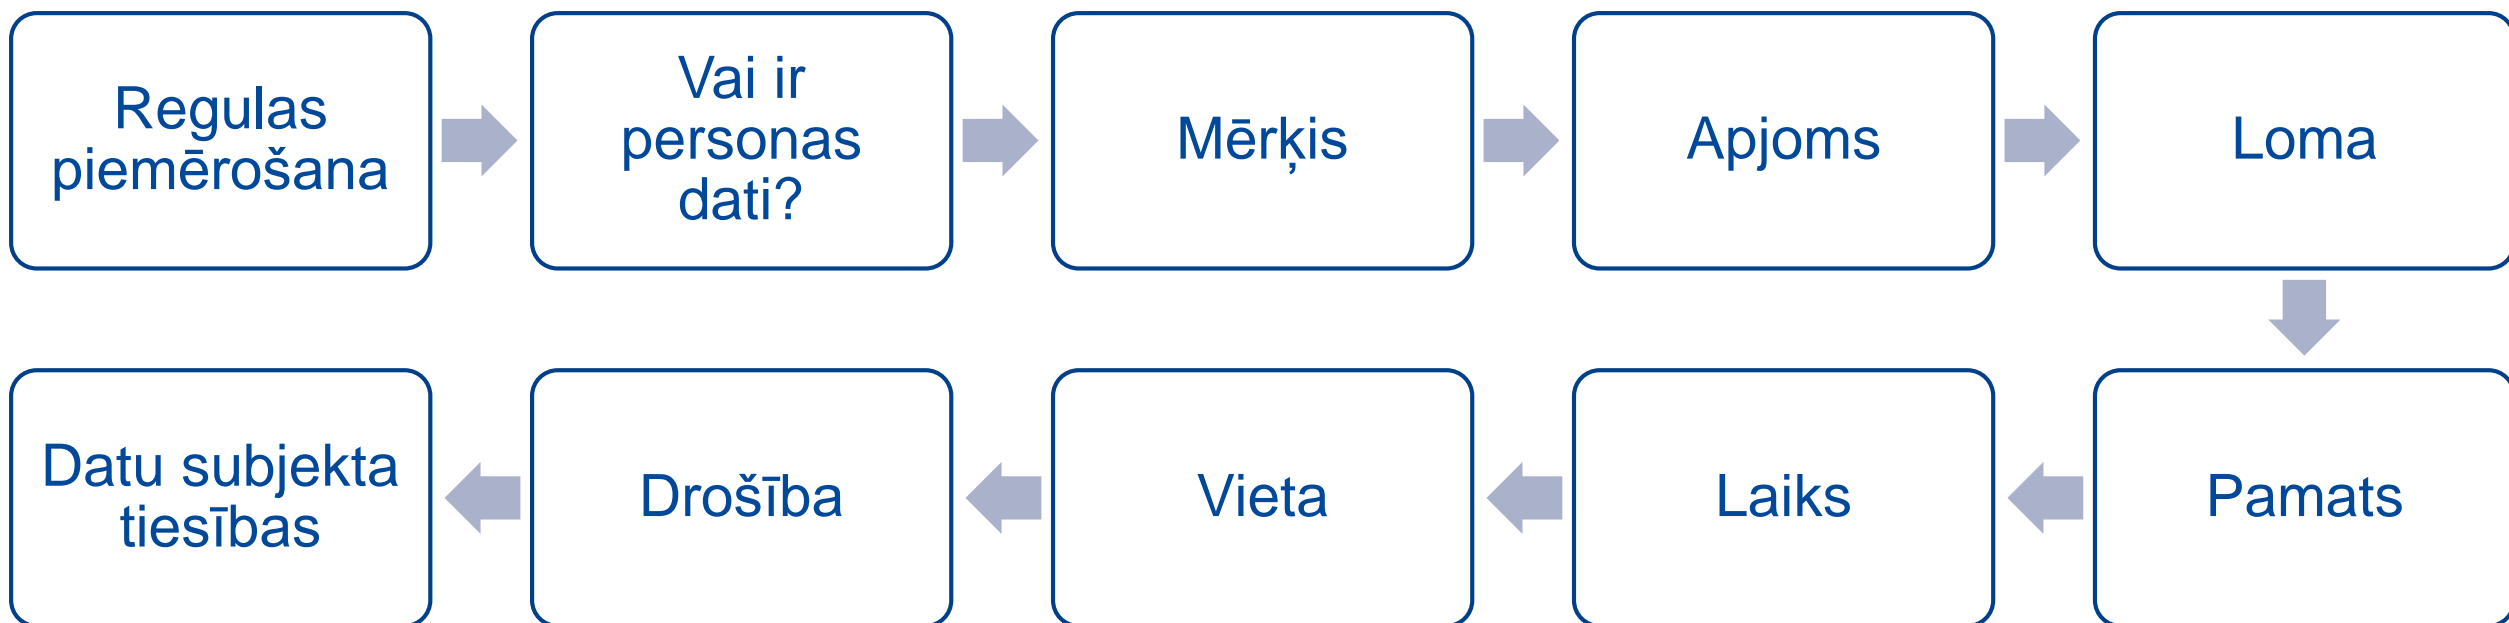 Regulas
piemērošana
Vai ir
personas
dati?
Mērķis
Apjoms
Loma
Pamats
Laiks
Vieta
Drošība
Datu subjekta
tiesības